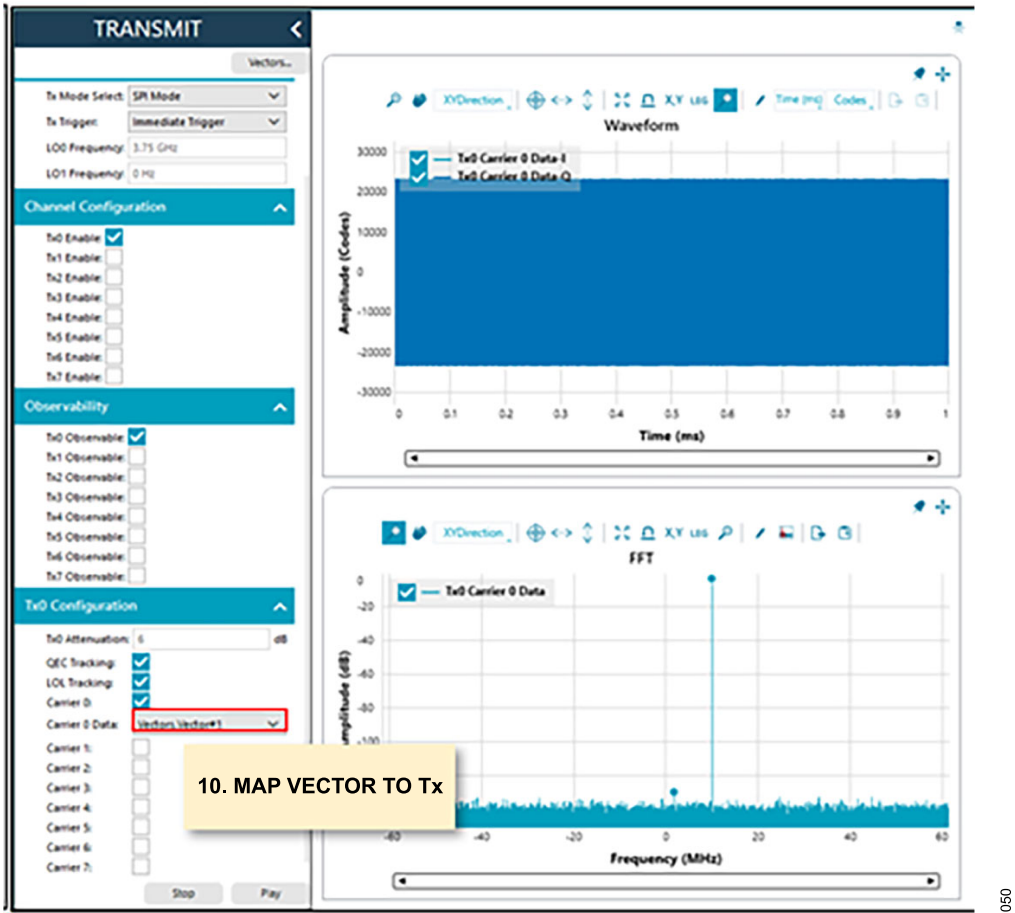 TRANSMIT
Vectors...
Tx Mode Select: SPI Mode
Tx Trigger: Immediate Trigger
LO0 Frequency: 3.75 GHz
LO1 Frequency: 0 Hz
Channel Configuration
Tx0 Enable:
Tx1 Enable:
Tx2 Enable:
Tx3 Enable:
Tx4 Enable:
Tx5 Enable:
Tx6 Enable:
Tx7 Enable:
Observability
Tx0 Observable:
Tx1 Observable:
Tx2 Observable:
Tx3 Observable:
Tx4 Observable:
Tx5 Observable:
Tx6 Observable:
Tx7 Observable:
Tx0 Configuration
Tx0 Attenuation: 6 dB
QEC Tracking:
LOL Tracking:
Carrier 0:
Carrier 0 Data: Vectors.Vector#1
Carrier 1:
Carrier 2:
Carrier 3:
Carrier 4:
Carrier 5:
Carrier 6:
Carrier 7:
Stop Play
10. MAP VECTOR TO Tx
XYDirection X,Y LEG Time (ms) Codes
Waveform
Tx0 Carrier 0 Data-I
Tx0 Carrier 0 Data-Q
Amplitude (Codes)
30000
20000
10000
0
-10000
-20000
-30000
0 0.1 0.2 0.3 0.4 0.5 0.6 0.7 0.8 0.9 1
Time (ms)
XYDirection X,Y LEG
FFT
Tx0 Carrier 0 Data
(dB)
0
-20
-40
-60
-80
-100
-60 -40 -20 0 20 40 60
Frequency (MHz)
050